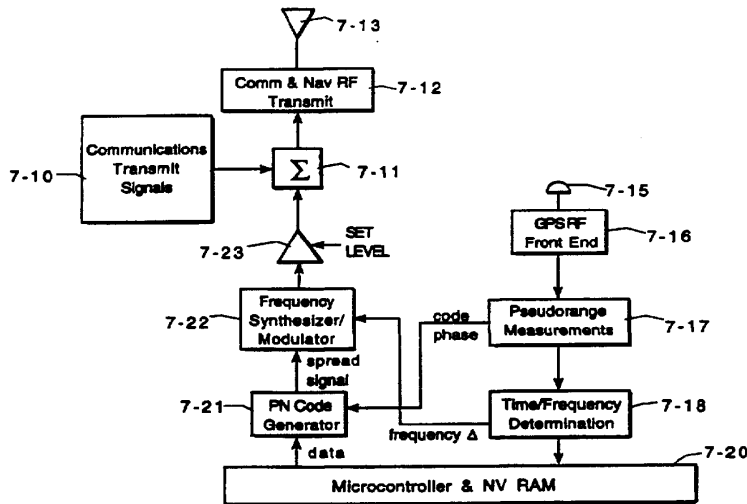 7-13
Comm & Nav RF
Transmit
7-12
Communications
Transmit
Signals
7-10
Σ
7-11
7-15
GPS RF
Front End
7-16
SET
LEVEL
7-23
Frequency
Synthesizer/
Modulator
7-22
code
phase
Pseudorange
Measurements
7-17
spread
signal
7-21
PN Code
Generator
Time/Frequency
Determination
7-18
frequency Δ
data
7-20
Microcontroller & NV RAM